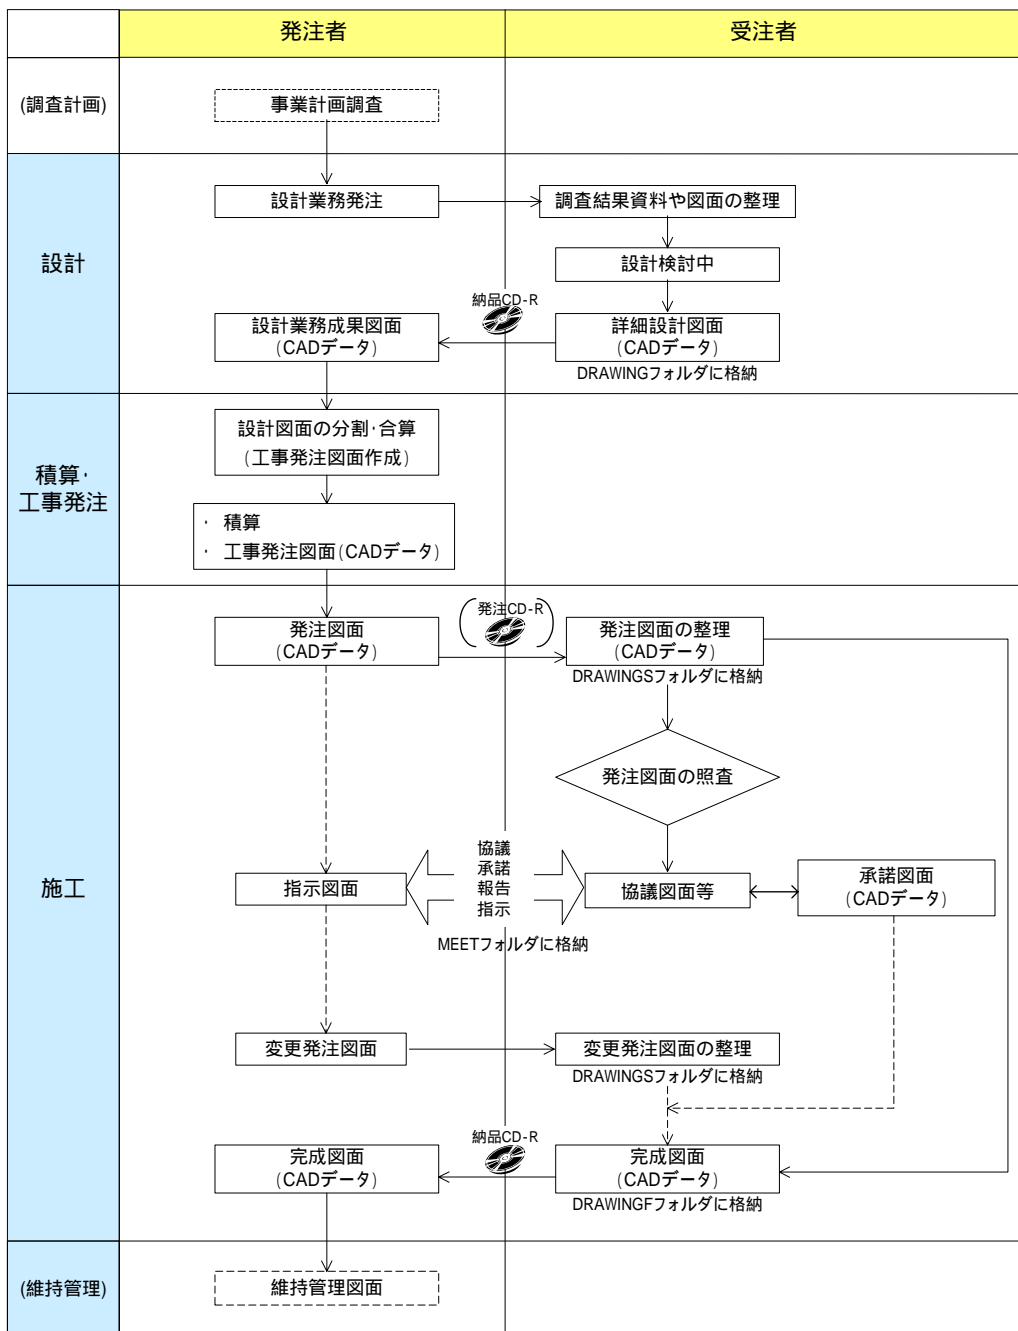 発注者
受注者
(調査計画)
事業計画調査
設計
設計業務発注
調査結果資料や図面の整理
設計検討中
納品CD-R
設計業務成果図面
(CADデータ)
詳細設計図面
(CADデータ)
DRAWINGフォルダに格納
積算・
工事発注
設計図面の分割・合算
(工事発注図面作成)
・ 積算
・ 工事発注図面(CADデータ)
施工
発注図面
(CADデータ)
発注CD-R
発注図面の整理
(CADデータ)
DRAWINGSフォルダに格納
発注図面の照査
協議
承諾
報告
指示
指示図面
協議図面等
承諾図面
(CADデータ)
MEETフォルダに格納
変更発注図面
変更発注図面の整理
DRAWINGSフォルダに格納
納品CD-R
完成図面
(CADデータ)
完成図面
(CADデータ)
DRAWINGFフォルダに格納
(維持管理)
維持管理図面